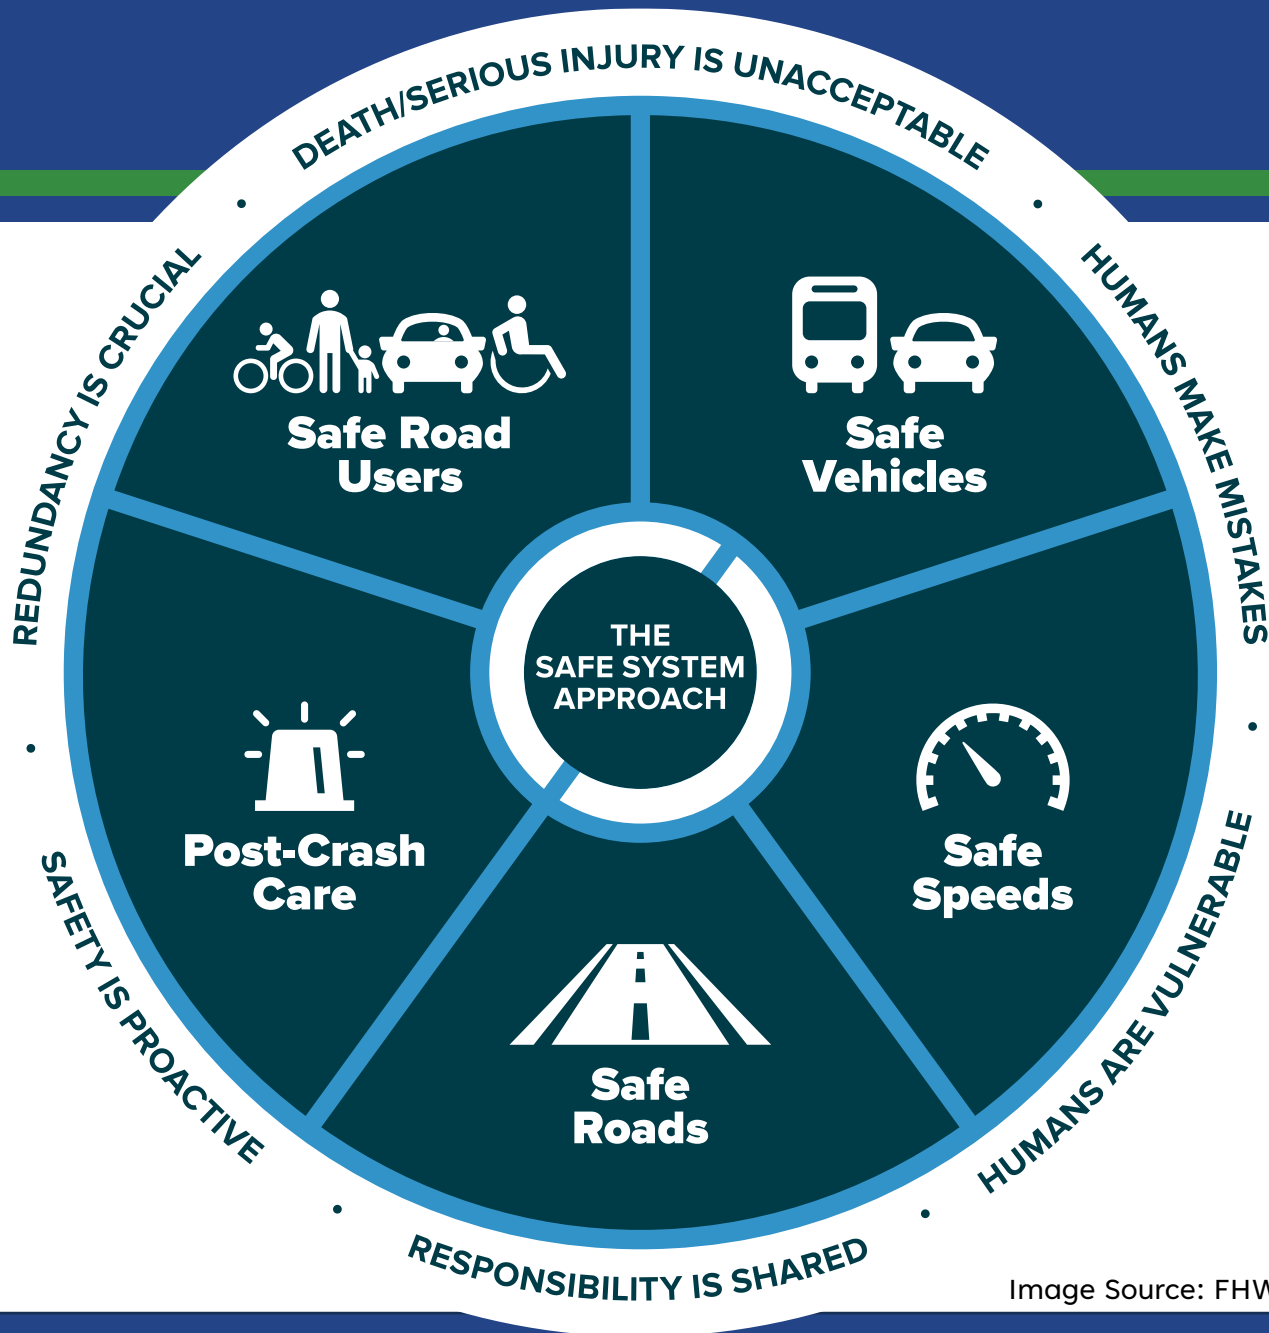 DEATH/SERIOUS INJURY IS UNACCEPTABLE
HUMANS MAKE MISTAKES
HUMANS ARE VULNERABLE
RESPONSIBILITY IS SHARED
SAFETY IS PROACTIVE
REDUNDANCY IS CRUCIAL
Safe Road
Users
Safe
Vehicles
THE
SAFE SYSTEM
APPROACH
Post-Crash
Care
Safe
Speeds
Safe
Roads
Image Source: FHW